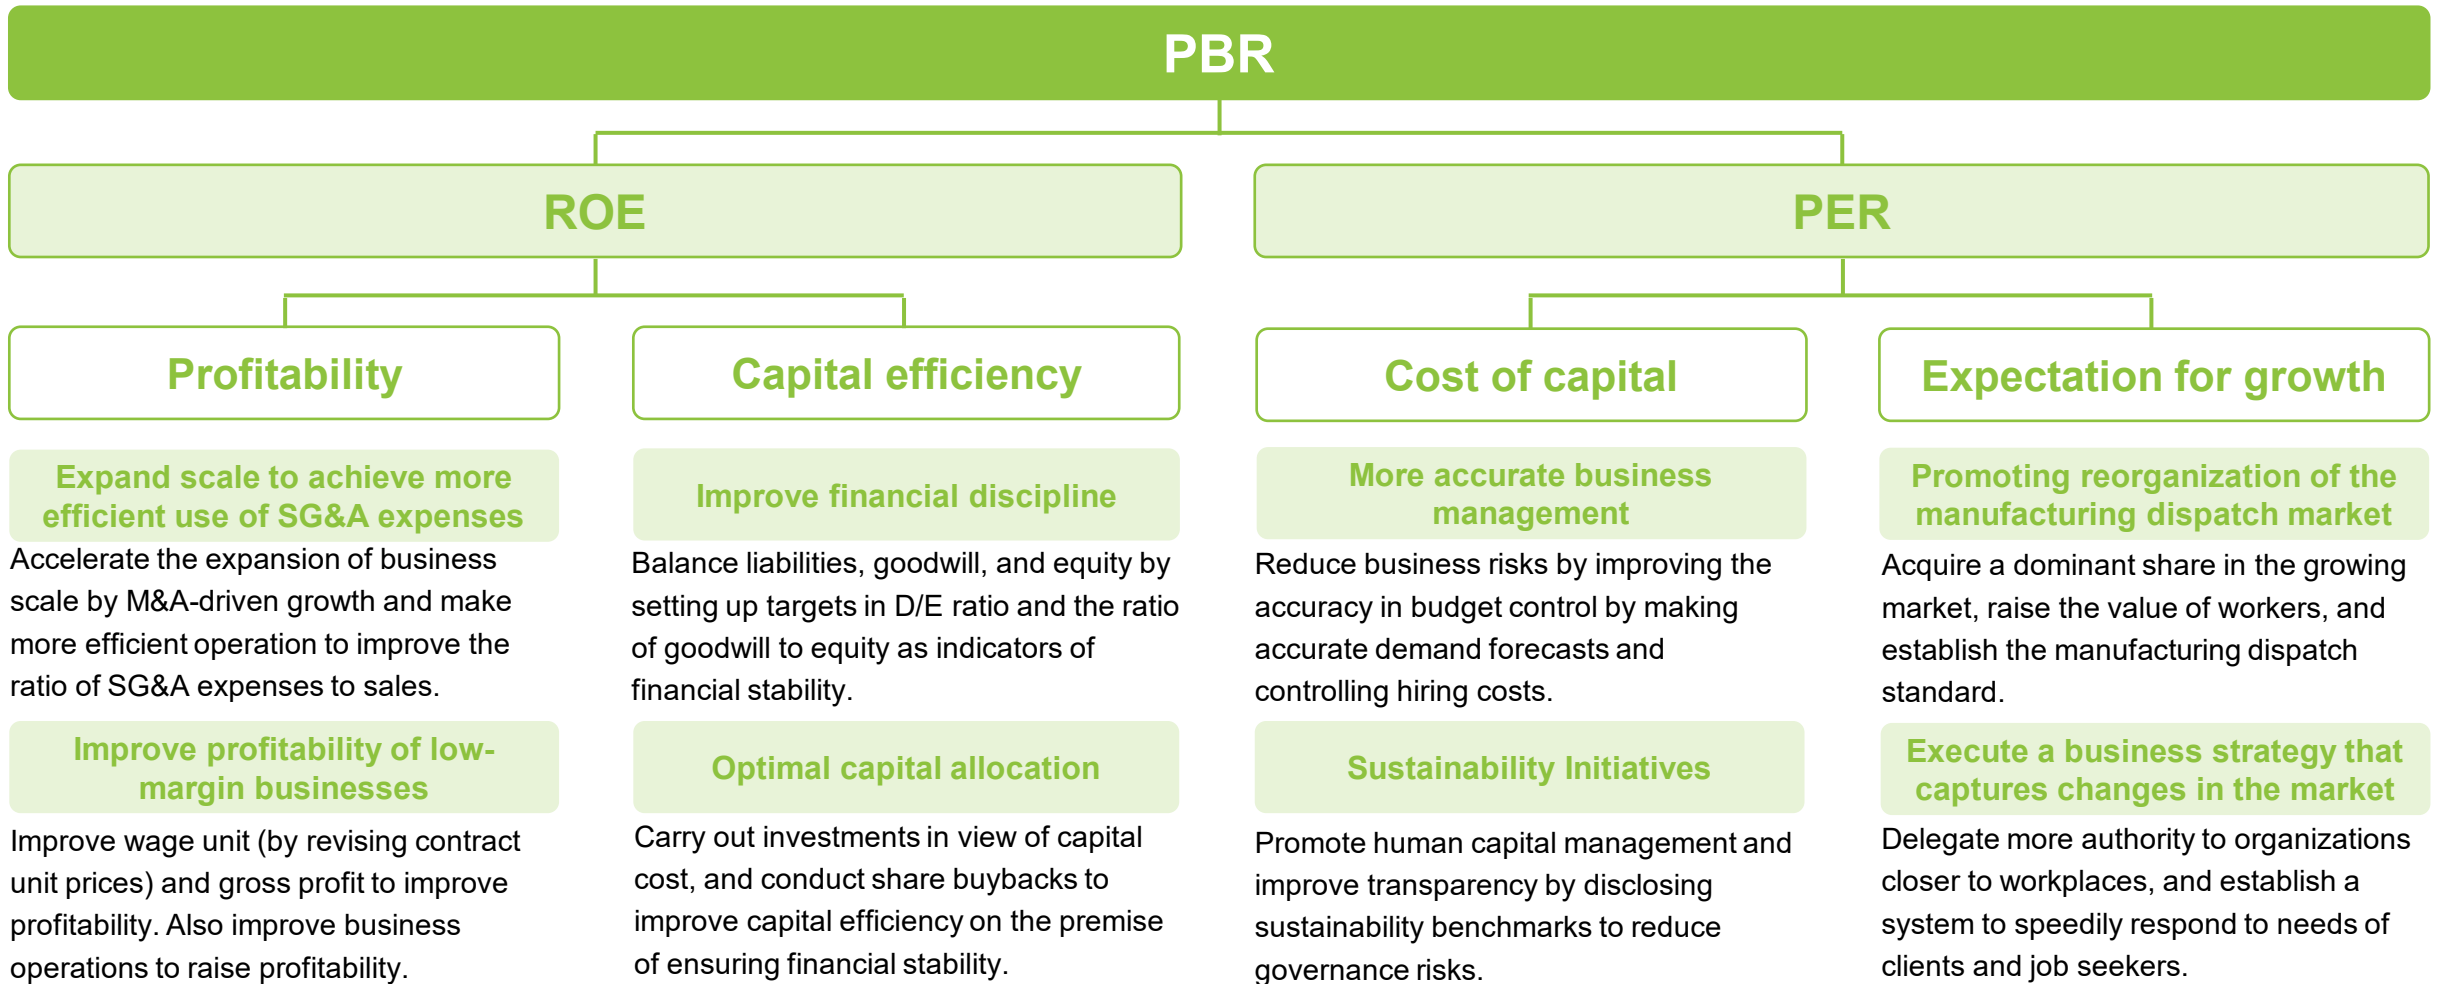 PBR
ROE
PER
Profitability
Capital efficiency
Cost of capital
Expectation for growth
Expand scale to achieve more
efficient use of SG&A expenses
Accelerate the expansion of business
scale by M&A-driven growth and make
more efficient operation to improve the
ratio of SG&A expenses to sales.
Improve profitability of low-
margin businesses
Improve wage unit (by revising contract
unit prices) and gross profit to improve
profitability. Also improve business
operations to raise profitability.
Improve financial discipline
Balance liabilities, goodwill, and equity by
setting up targets in D/E ratio and the ratio
of goodwill to equity as indicators of
financial stability.
Optimal capital allocation
Carry out investments in view of capital
cost, and conduct share buybacks to
improve capital efficiency on the premise
of ensuring financial stability.
More accurate business
management
Reduce business risks by improving the
accuracy in budget control by making
accurate demand forecasts and
controlling hiring costs.
Sustainability Initiatives
Promote human capital management and
improve transparency by disclosing
sustainability benchmarks to reduce
governance risks.
Promoting reorganization of the
manufacturing dispatch market
Acquire a dominant share in the growing
market, raise the value of workers, and
establish the manufacturing dispatch
standard.
Execute a business strategy that
captures changes in the market
Delegate more authority to organizations
closer to workplaces, and establish a
system to speedily respond to needs of
clients and job seekers.